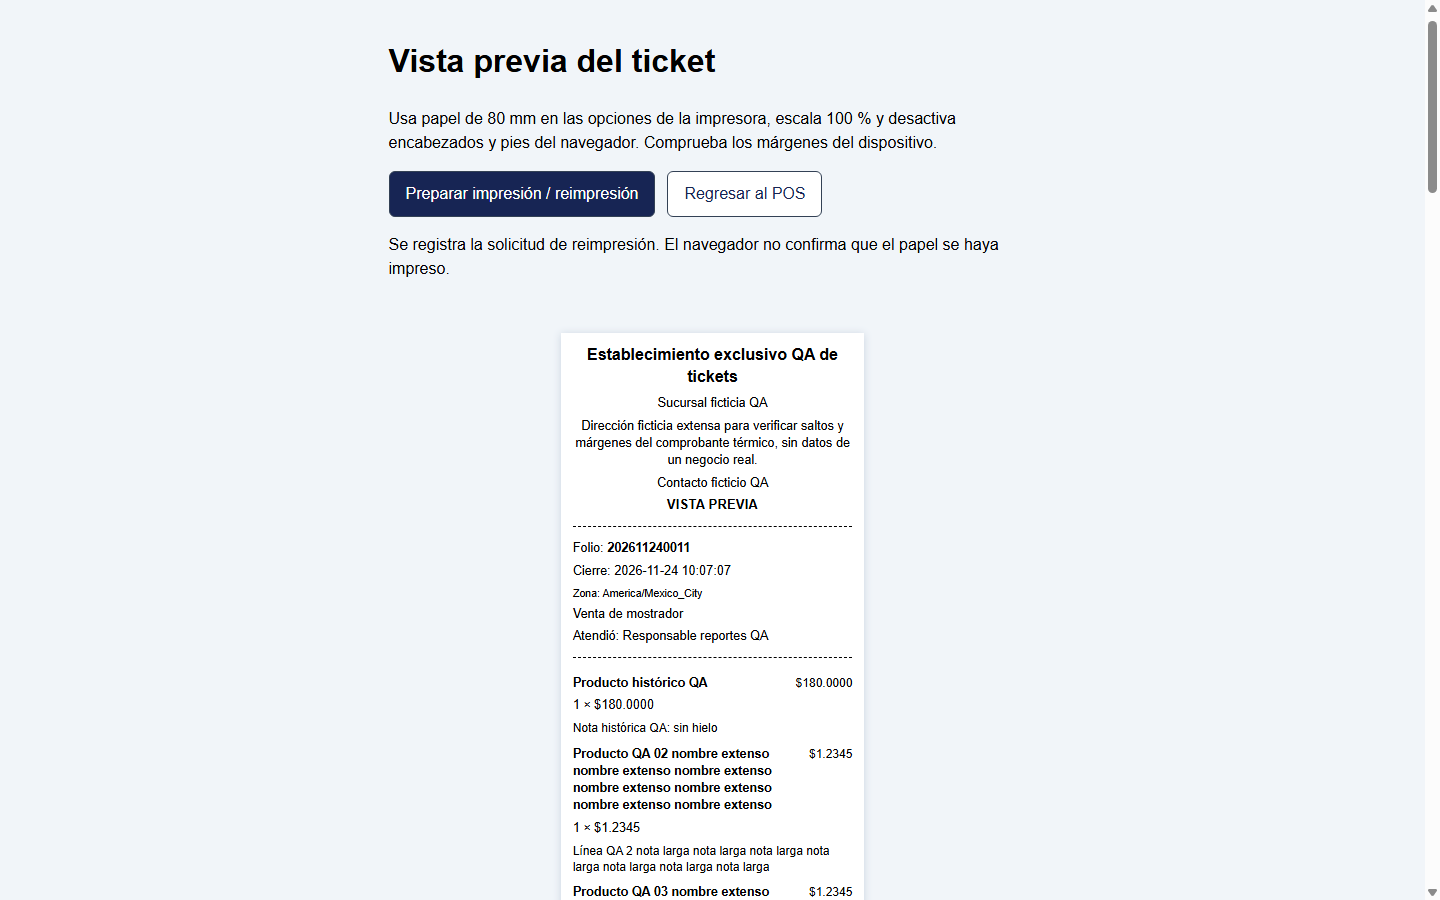 Vista previa del ticket
Usa papel de 80 mm en las opciones de la impresora, escala 100 % y desactiva
encabezados y pies del navegador. Comprueba los márgenes del dispositivo.
Preparar impresión / reimpresión
Regresar al POS
Se registra la solicitud de reimpresión. El navegador no confirma que el papel se haya
impreso.
Establecimiento exclusivo QA de
tickets
Sucursal ficticia QA
Dirección ficticia extensa para verificar saltos y
márgenes del comprobante térmico, sin datos de
un negocio real.
Contacto ficticio QA
VISTA PREVIA
Folio: 202611240011
Cierre: 2026-11-24 10:07:07
Zona: America/Mexico_City
Venta de mostrador
Atendió: Responsable reportes QA
Producto histórico QA $180.0000
1 × $180.0000
Nota histórica QA: sin hielo
Producto QA 02 nombre extenso $1.2345
nombre extenso nombre extenso
nombre extenso nombre extenso
nombre extenso nombre extenso
1 × $1.2345
Línea QA 2 nota larga nota larga nota larga nota
larga nota larga nota larga nota larga
Producto QA 03 nombre extenso $1.2345